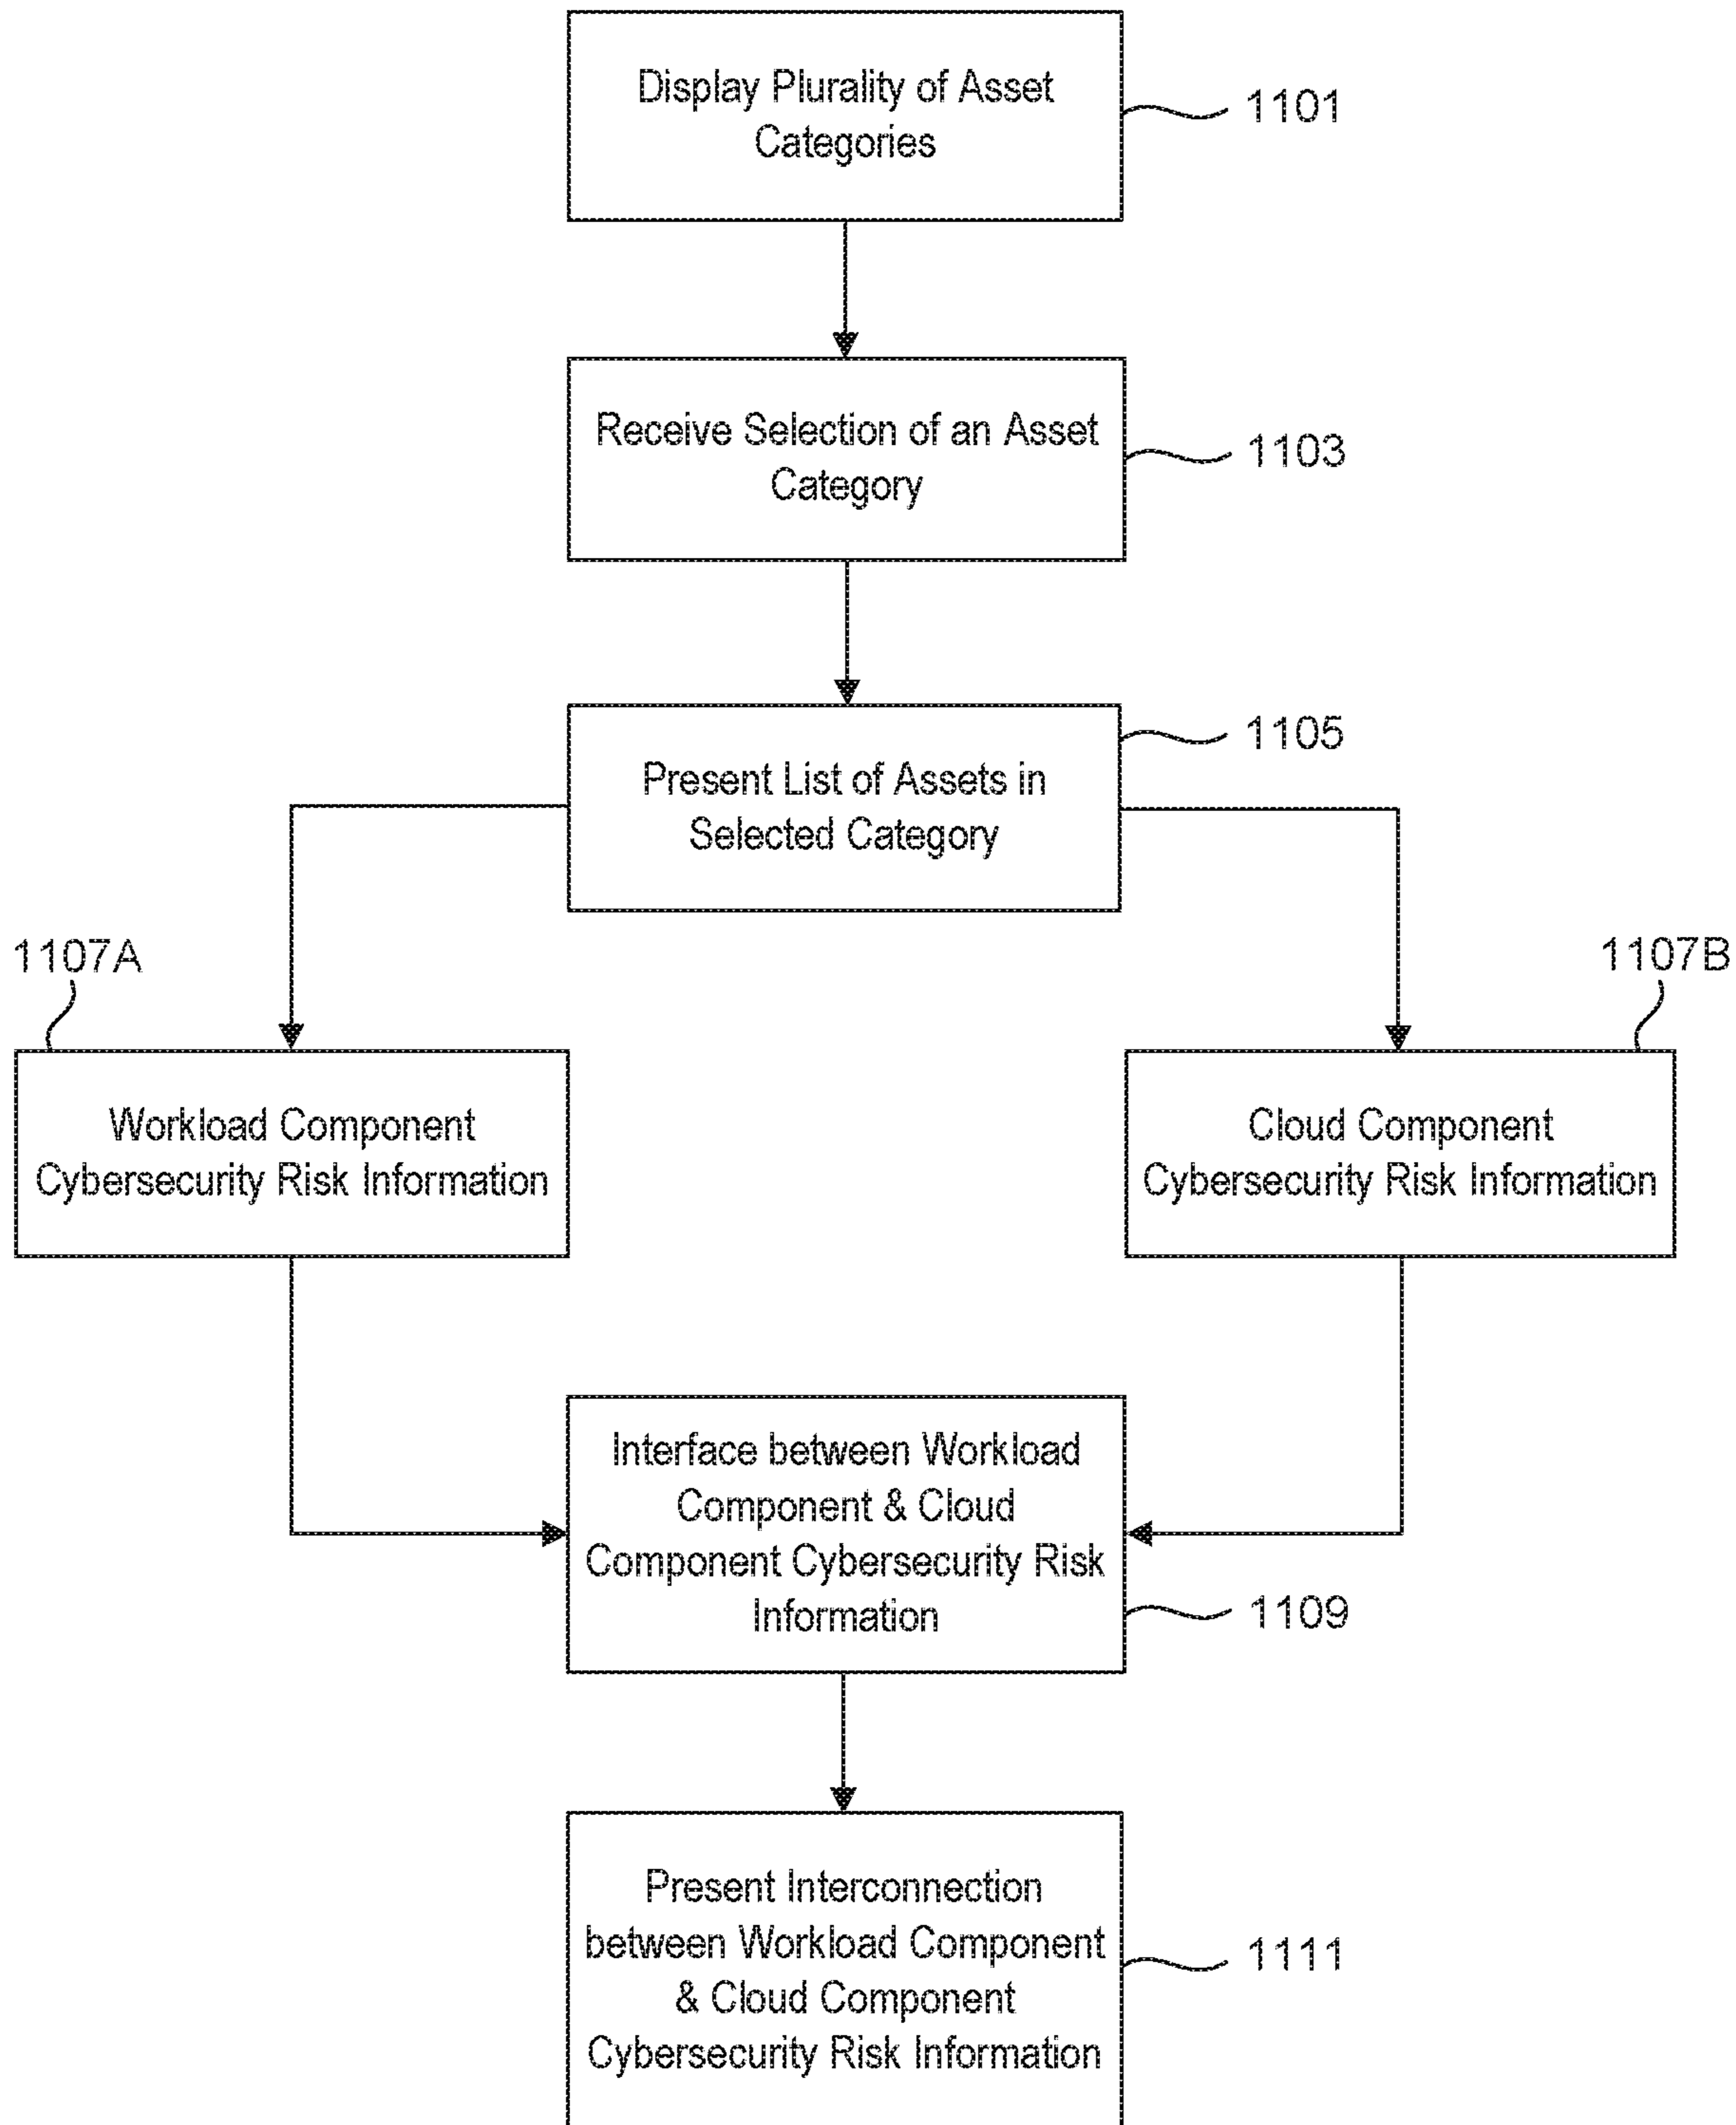 Display Plurality of Asset
Categories
1101
Receive Selection of an Asset
Category
1103
1105
Present List of Assets in
Selected Category
1107A
1107B
Workload Component
Cybersecurity Risk Information
Cloud Component
Cybersecurity Risk Information
Interface between Workload
Component & Cloud
Component Cybersecurity Risk
Information
1109
Present Interconnection
between Workload Component
& Cloud Component
Cybersecurity Risk Information
1111